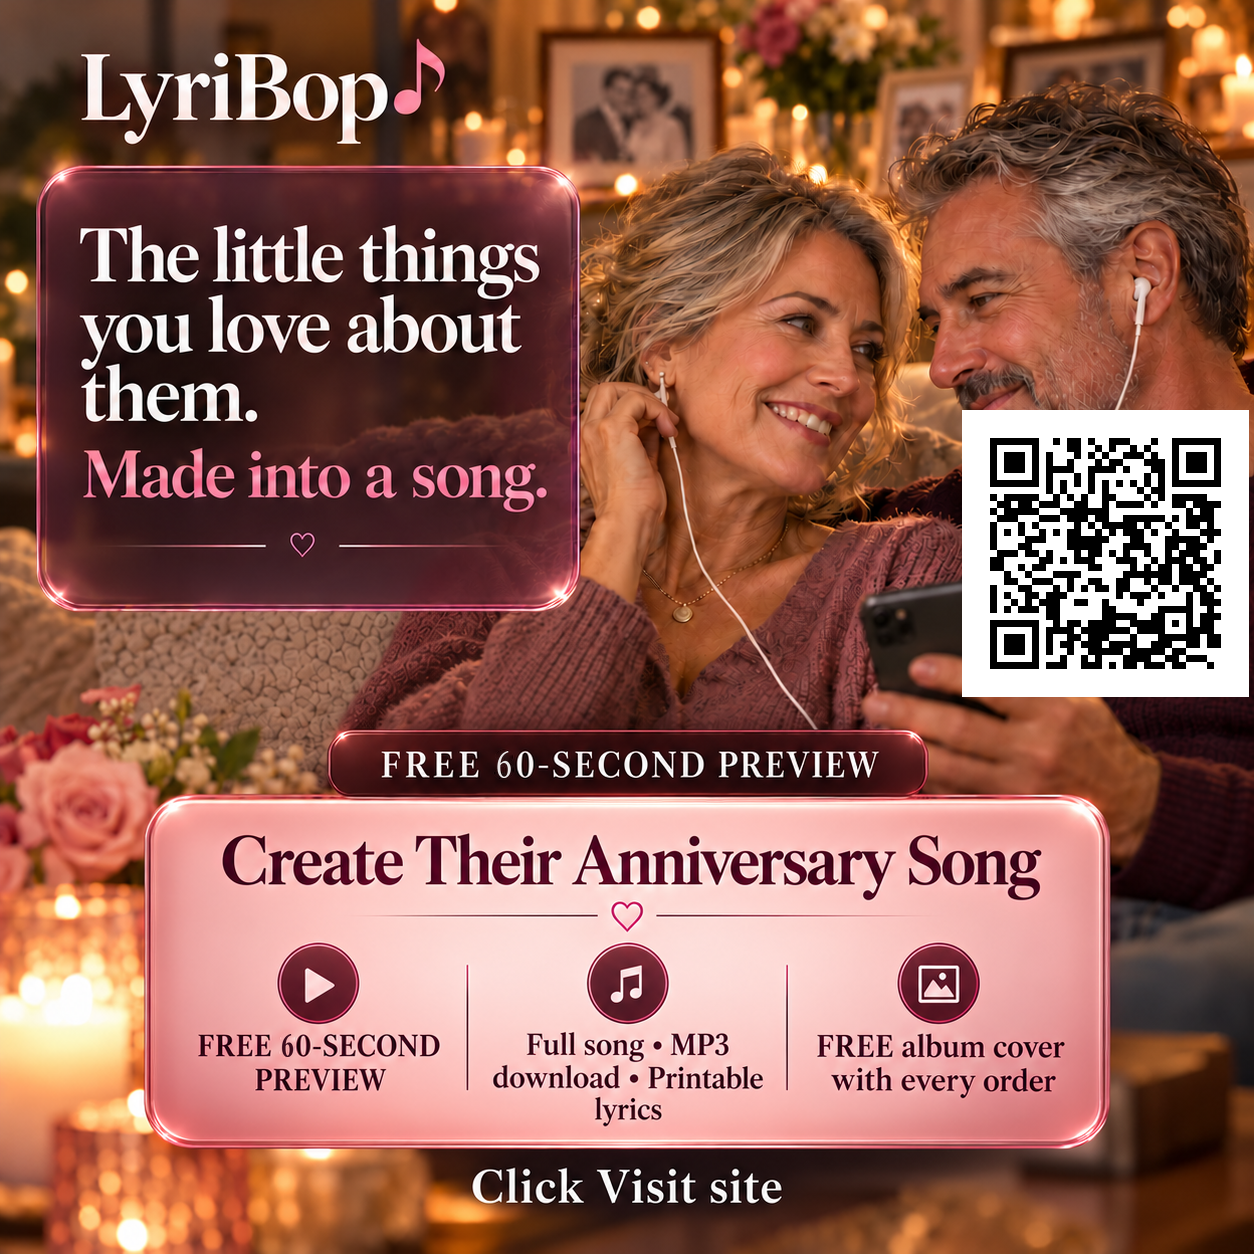 LyriBop
The little things
you love about
them.
Made into a song.
FREE 60-SECOND PREVIEW
Create Their Anniversary Song
FREE 60-SECOND
PREVIEW
Full song • MP3
download • Printable
lyrics
FREE album cover
with every order
Click Visit site